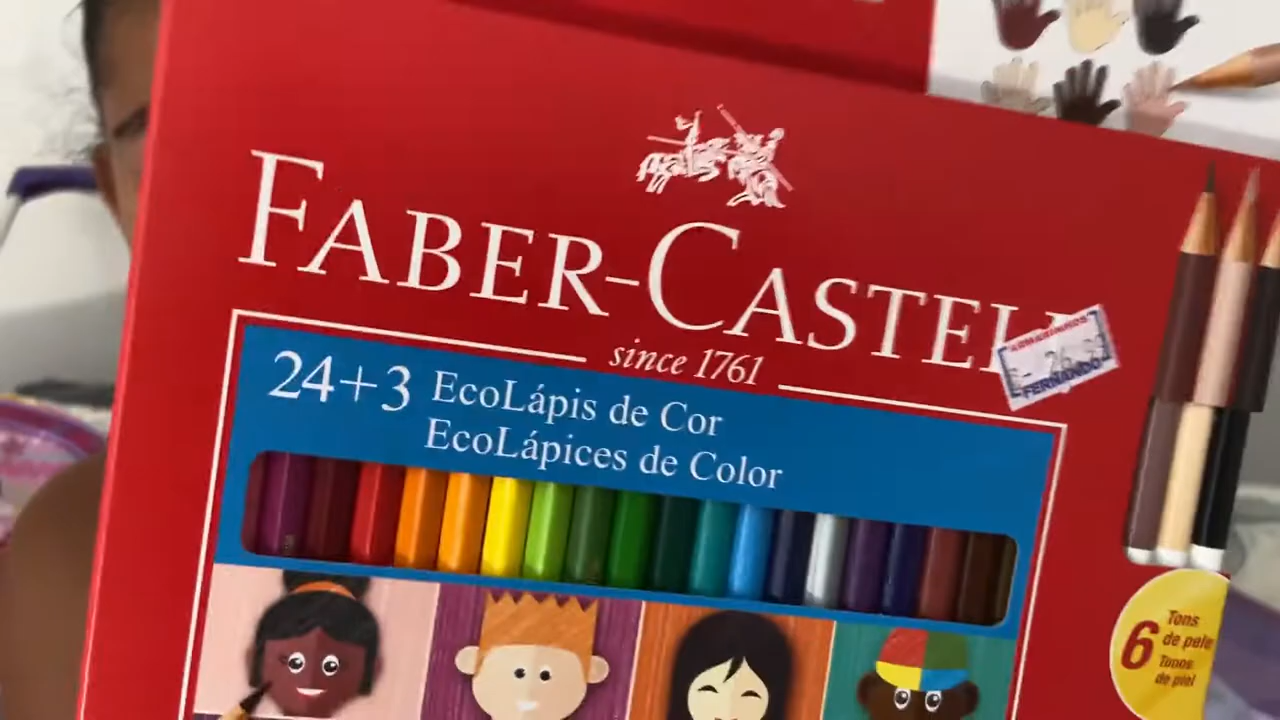 FABER-CASTELL
since 1761
24+3 EcoLápis de Cor
EcoLápices de Color
ARMARINHOS
FERNANDO
6 Tons
de pele
Tonos
de piel